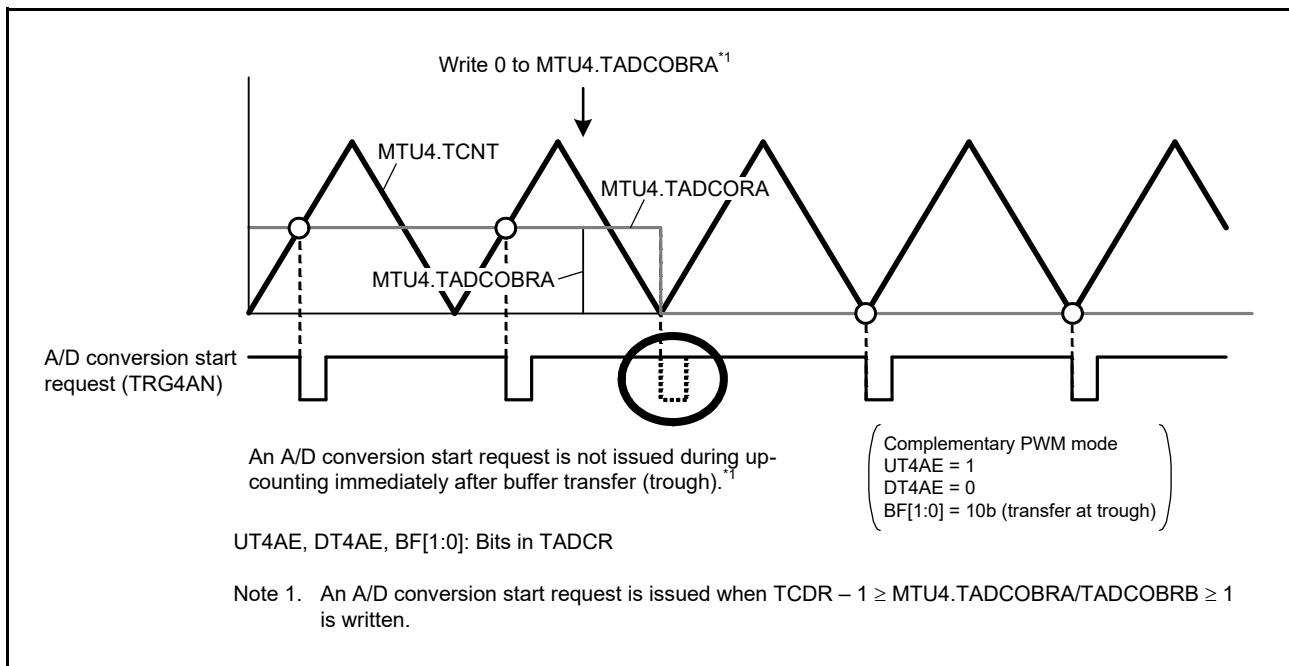 Write 0 to MTU4.TADCOBRA*1
MTU4.TCNT
MTU4.TADCORA
MTU4.TADCOBRA
A/D conversion start
request (TRG4AN)
An A/D conversion start request is not issued during up-
counting immediately after buffer transfer (trough).*1
Complementary PWM mode
UT4AE = 1
DT4AE = 0
BF[1:0] = 10b (transfer at trough)
UT4AE, DT4AE, BF[1:0]: Bits in TADCR
Note 1. An A/D conversion start request is issued when TCDR – 1 ≥ MTU4.TADCOBRA/TADCOBRB ≥ 1
is written.